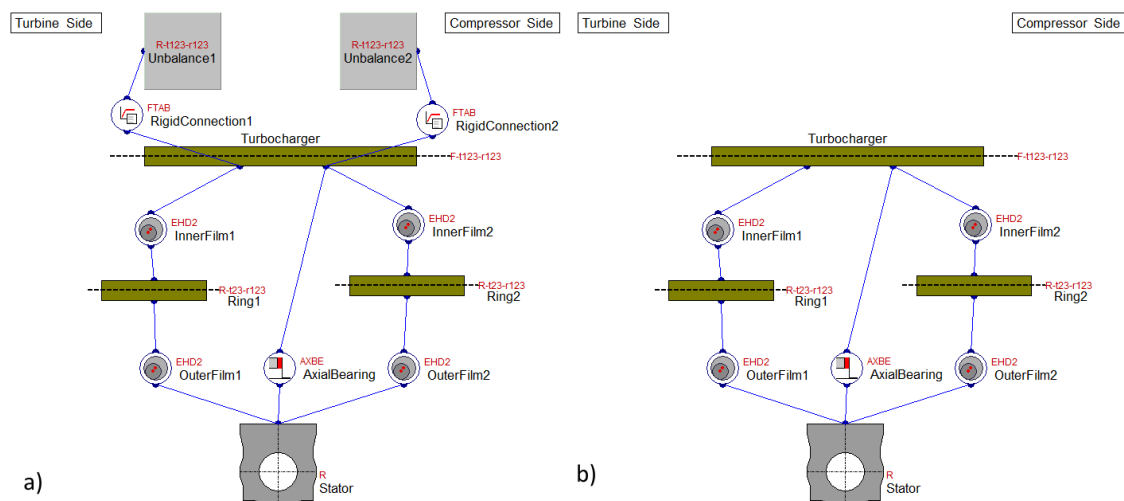 Turbine Side
Compressor Side
R-t123-r123
Unbalance1
R-t123-r123
Unbalance2
FTAB
RigidConnection1
FTAB
RigidConnection2
Turbocharger
F-t123-r123
EHD2
InnerFilm1
EHD2
InnerFilm2
R-t23-r123
Ring1
R-t23-r123
Ring2
EHD2
OuterFilm1
AXBE
AxialBearing
EHD2
OuterFilm2
R
Stator
a)
Turbine Side
Compressor Side
Turbocharger
F-t123-r123
EHD2
InnerFilm1
EHD2
InnerFilm2
R-t23-r123
Ring1
R-t23-r123
Ring2
EHD2
OuterFilm1
AXBE
AxialBearing
EHD2
OuterFilm2
R
Stator
b)